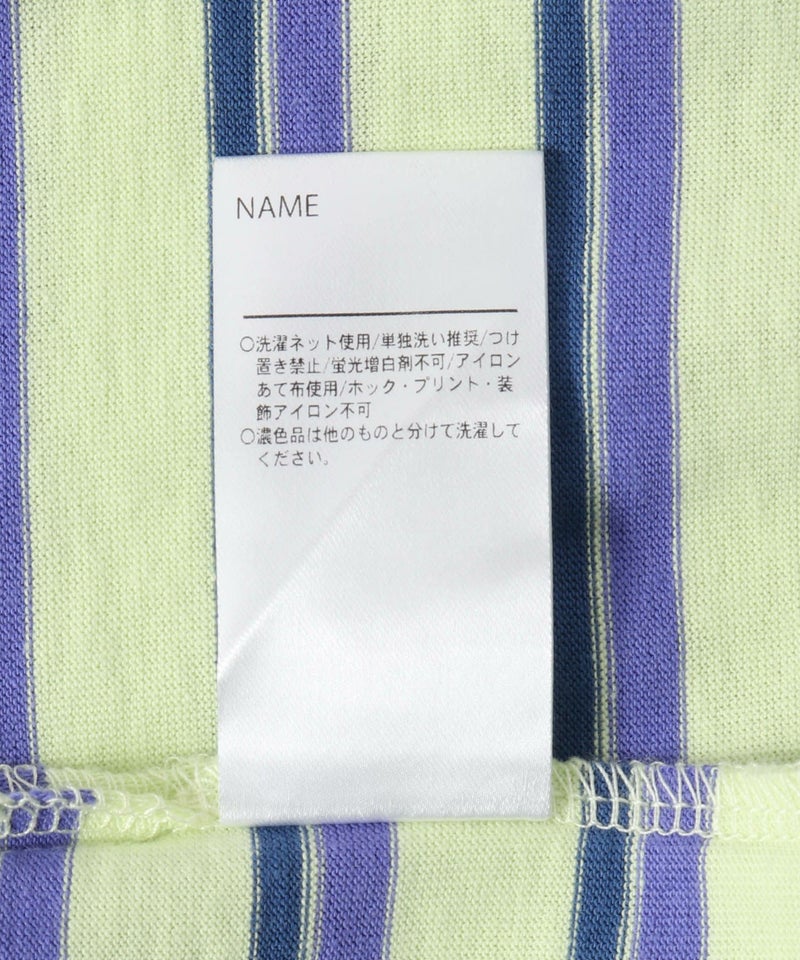 NAME
○洗濯ネット使用/単独洗い推奨/つけ
置き禁止/蛍光増白剤不可/アイロン
あて布使用/ホック・プリント・装
飾アイロン不可
○濃色品は他のものと分けて洗濯して
ください。